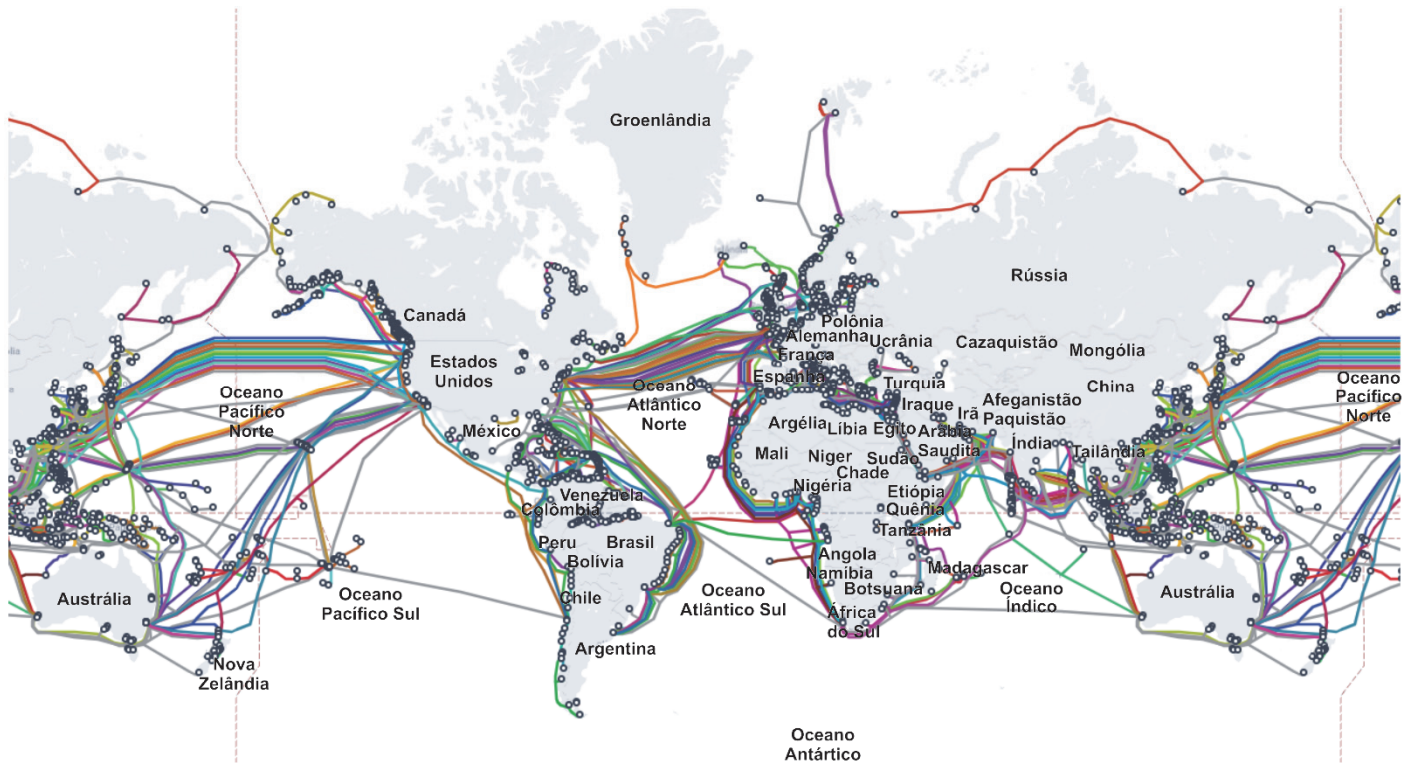 Groenlândia
Rússia
Canadá
Polônia
Alemanha
Ucrânia
Cazaquistão
Mongólia
França
Estados
Unidos
Espanha
Turquia
China
Oceano
Pacífico
Norte
Oceano
Atlântico
Norte
Oceano
Pacífico
Norte
Iraque
Afeganistão
Irã
Paquistão
México
Argélia
Líbia
Egito
Arábia
Saudita
Índia
Tailândia
Mali
Niger
Sudão
Chade
Nigéria
Venezuela
Colômbia
Etiópia
Quênia
Tanzânia
Peru
Brasil
Bolívia
Angola
Namíbia
Madagascar
Botsuana
Austrália
Oceano
Pacífico Sul
Chile
Oceano
Atlântico Sul
África
do Sul
Oceano
Índico
Austrália
Argentina
Nova
Zelândia
Oceano
Antártico